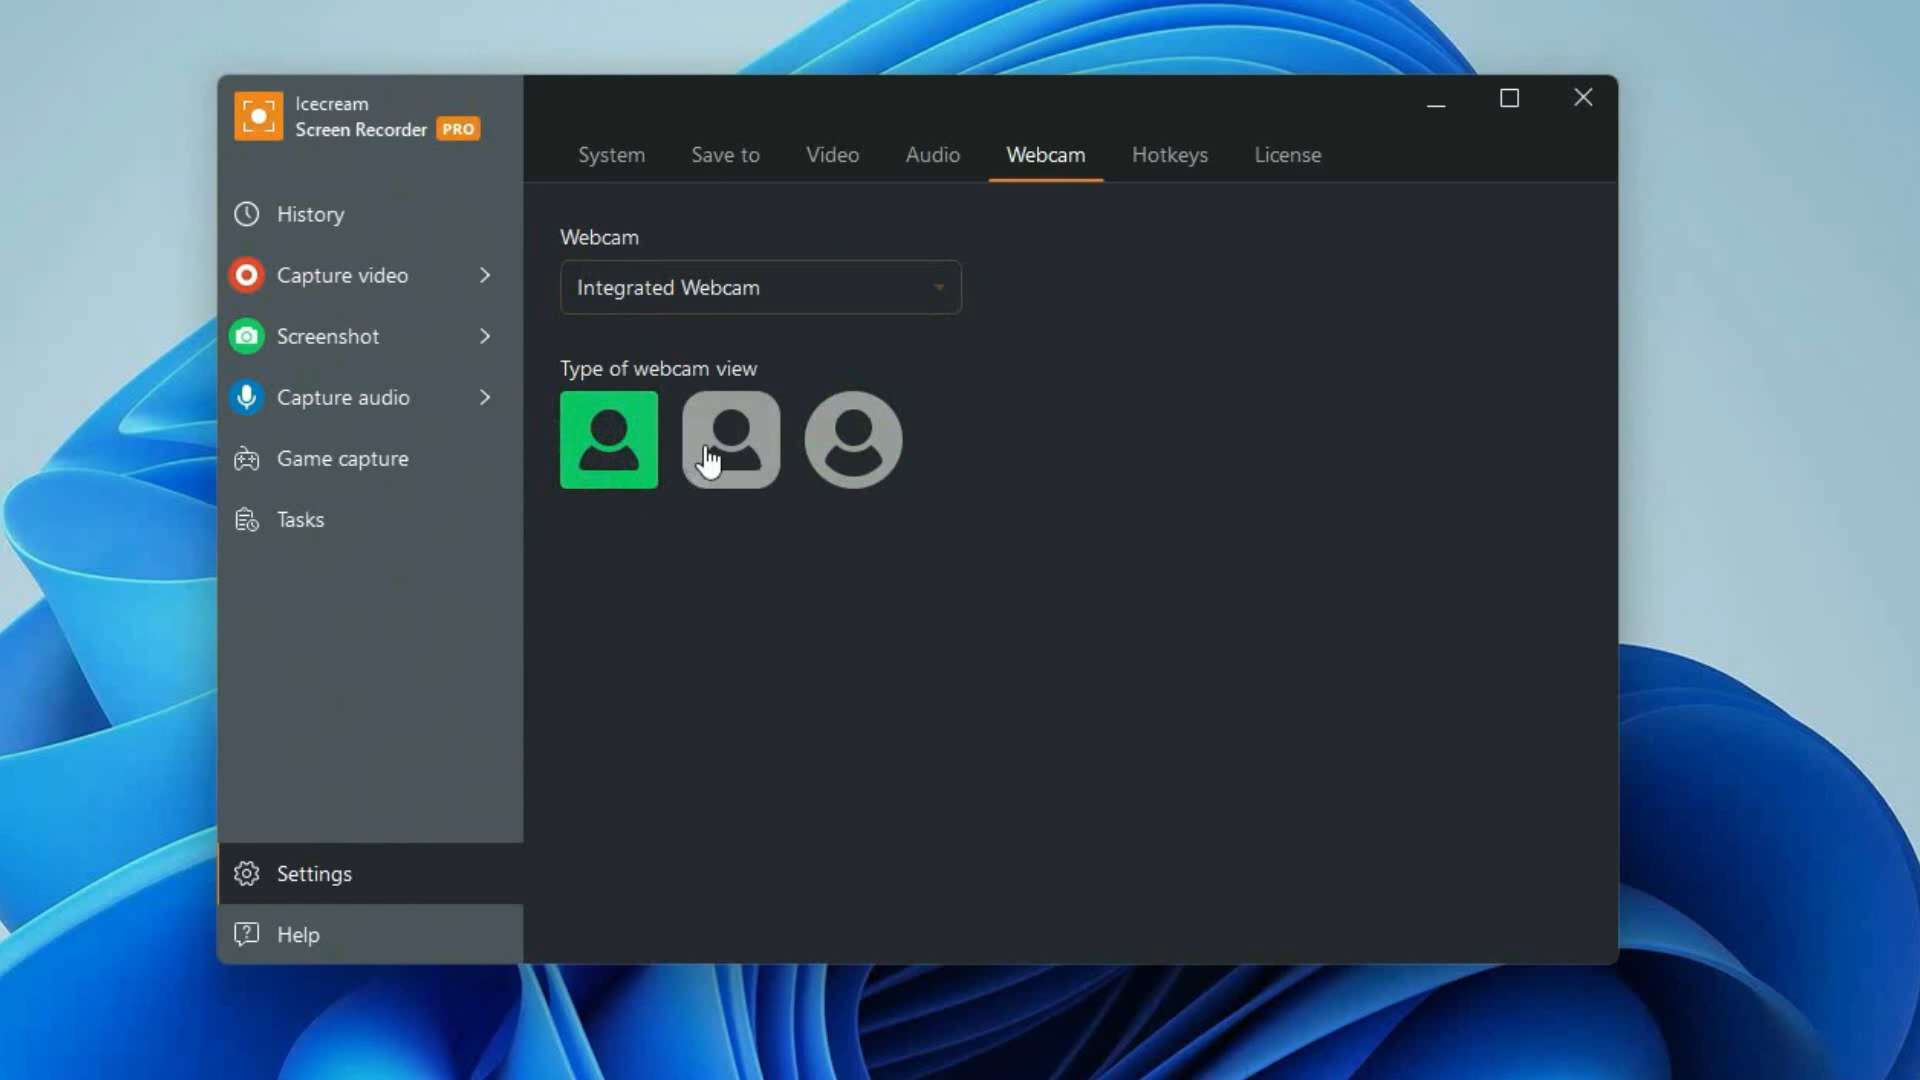 Icecream
Screen Recorder PRO
History
Capture video
Screenshot
Capture audio
Game capture
Tasks
Settings
Help
System Save to Video Audio Webcam Hotkeys License
Webcam
Integrated Webcam
Type of webcam view